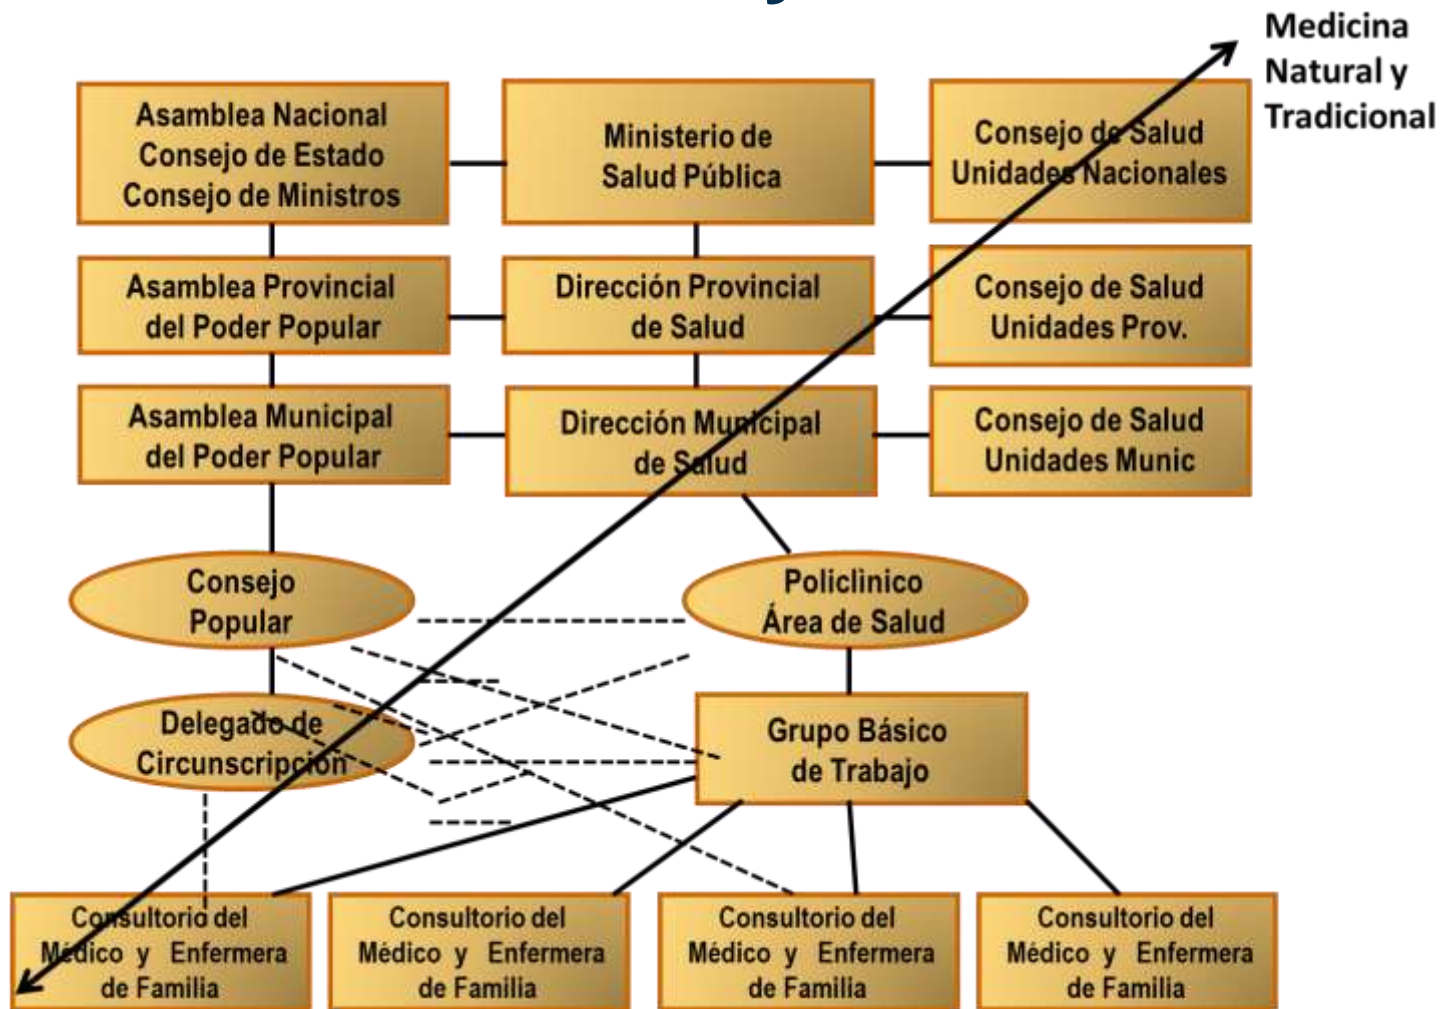 Medicina
Natural y
Tradicional
Asamblea Nacional
Consejo de Estado
Consejo de Ministros
Ministerio de
Salud Pública
Consejo de Salud
Unidades Nacionales
Asamblea Provincial
del Poder Popular
Dirección Provincial
de Salud
Consejo de Salud
Unidades Prov.
Asamblea Municipal
del Poder Popular
Dirección Municipal
de Salud
Consejo de Salud
Unidades Munic
Consejo
Popular
Policlìnico
Área de Salud
Delegado de
Circunscripción
Grupo Básico
de Trabajo
Consultorio del
Médico y Enfermera
de Familia
Consultorio del
Médico y Enfermera
de Familia
Consultorio del
Médico y Enfermera
de Familia
Consultorio del
Médico y Enfermera
de Familia